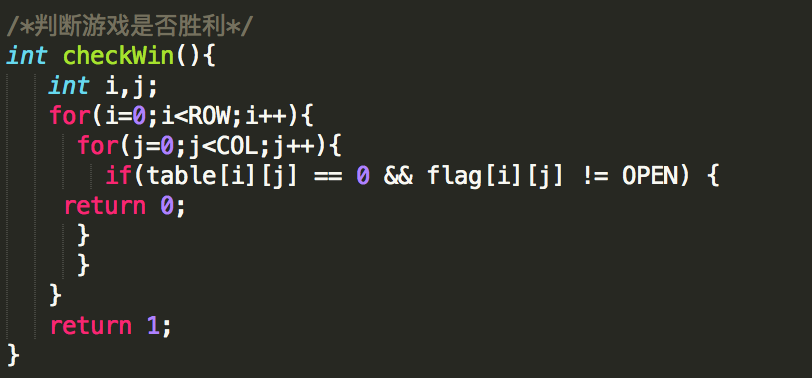 /*判断游戏是否胜利*/
int checkWin(){
   int i,j;
   for(i=0;i<ROW;i++){
     for(j=0;j<COL;j++){
       if(table[i][j] == 0 && flag[i][j] != OPEN) {
    return 0;
     }
     }
   }
   return 1;
}